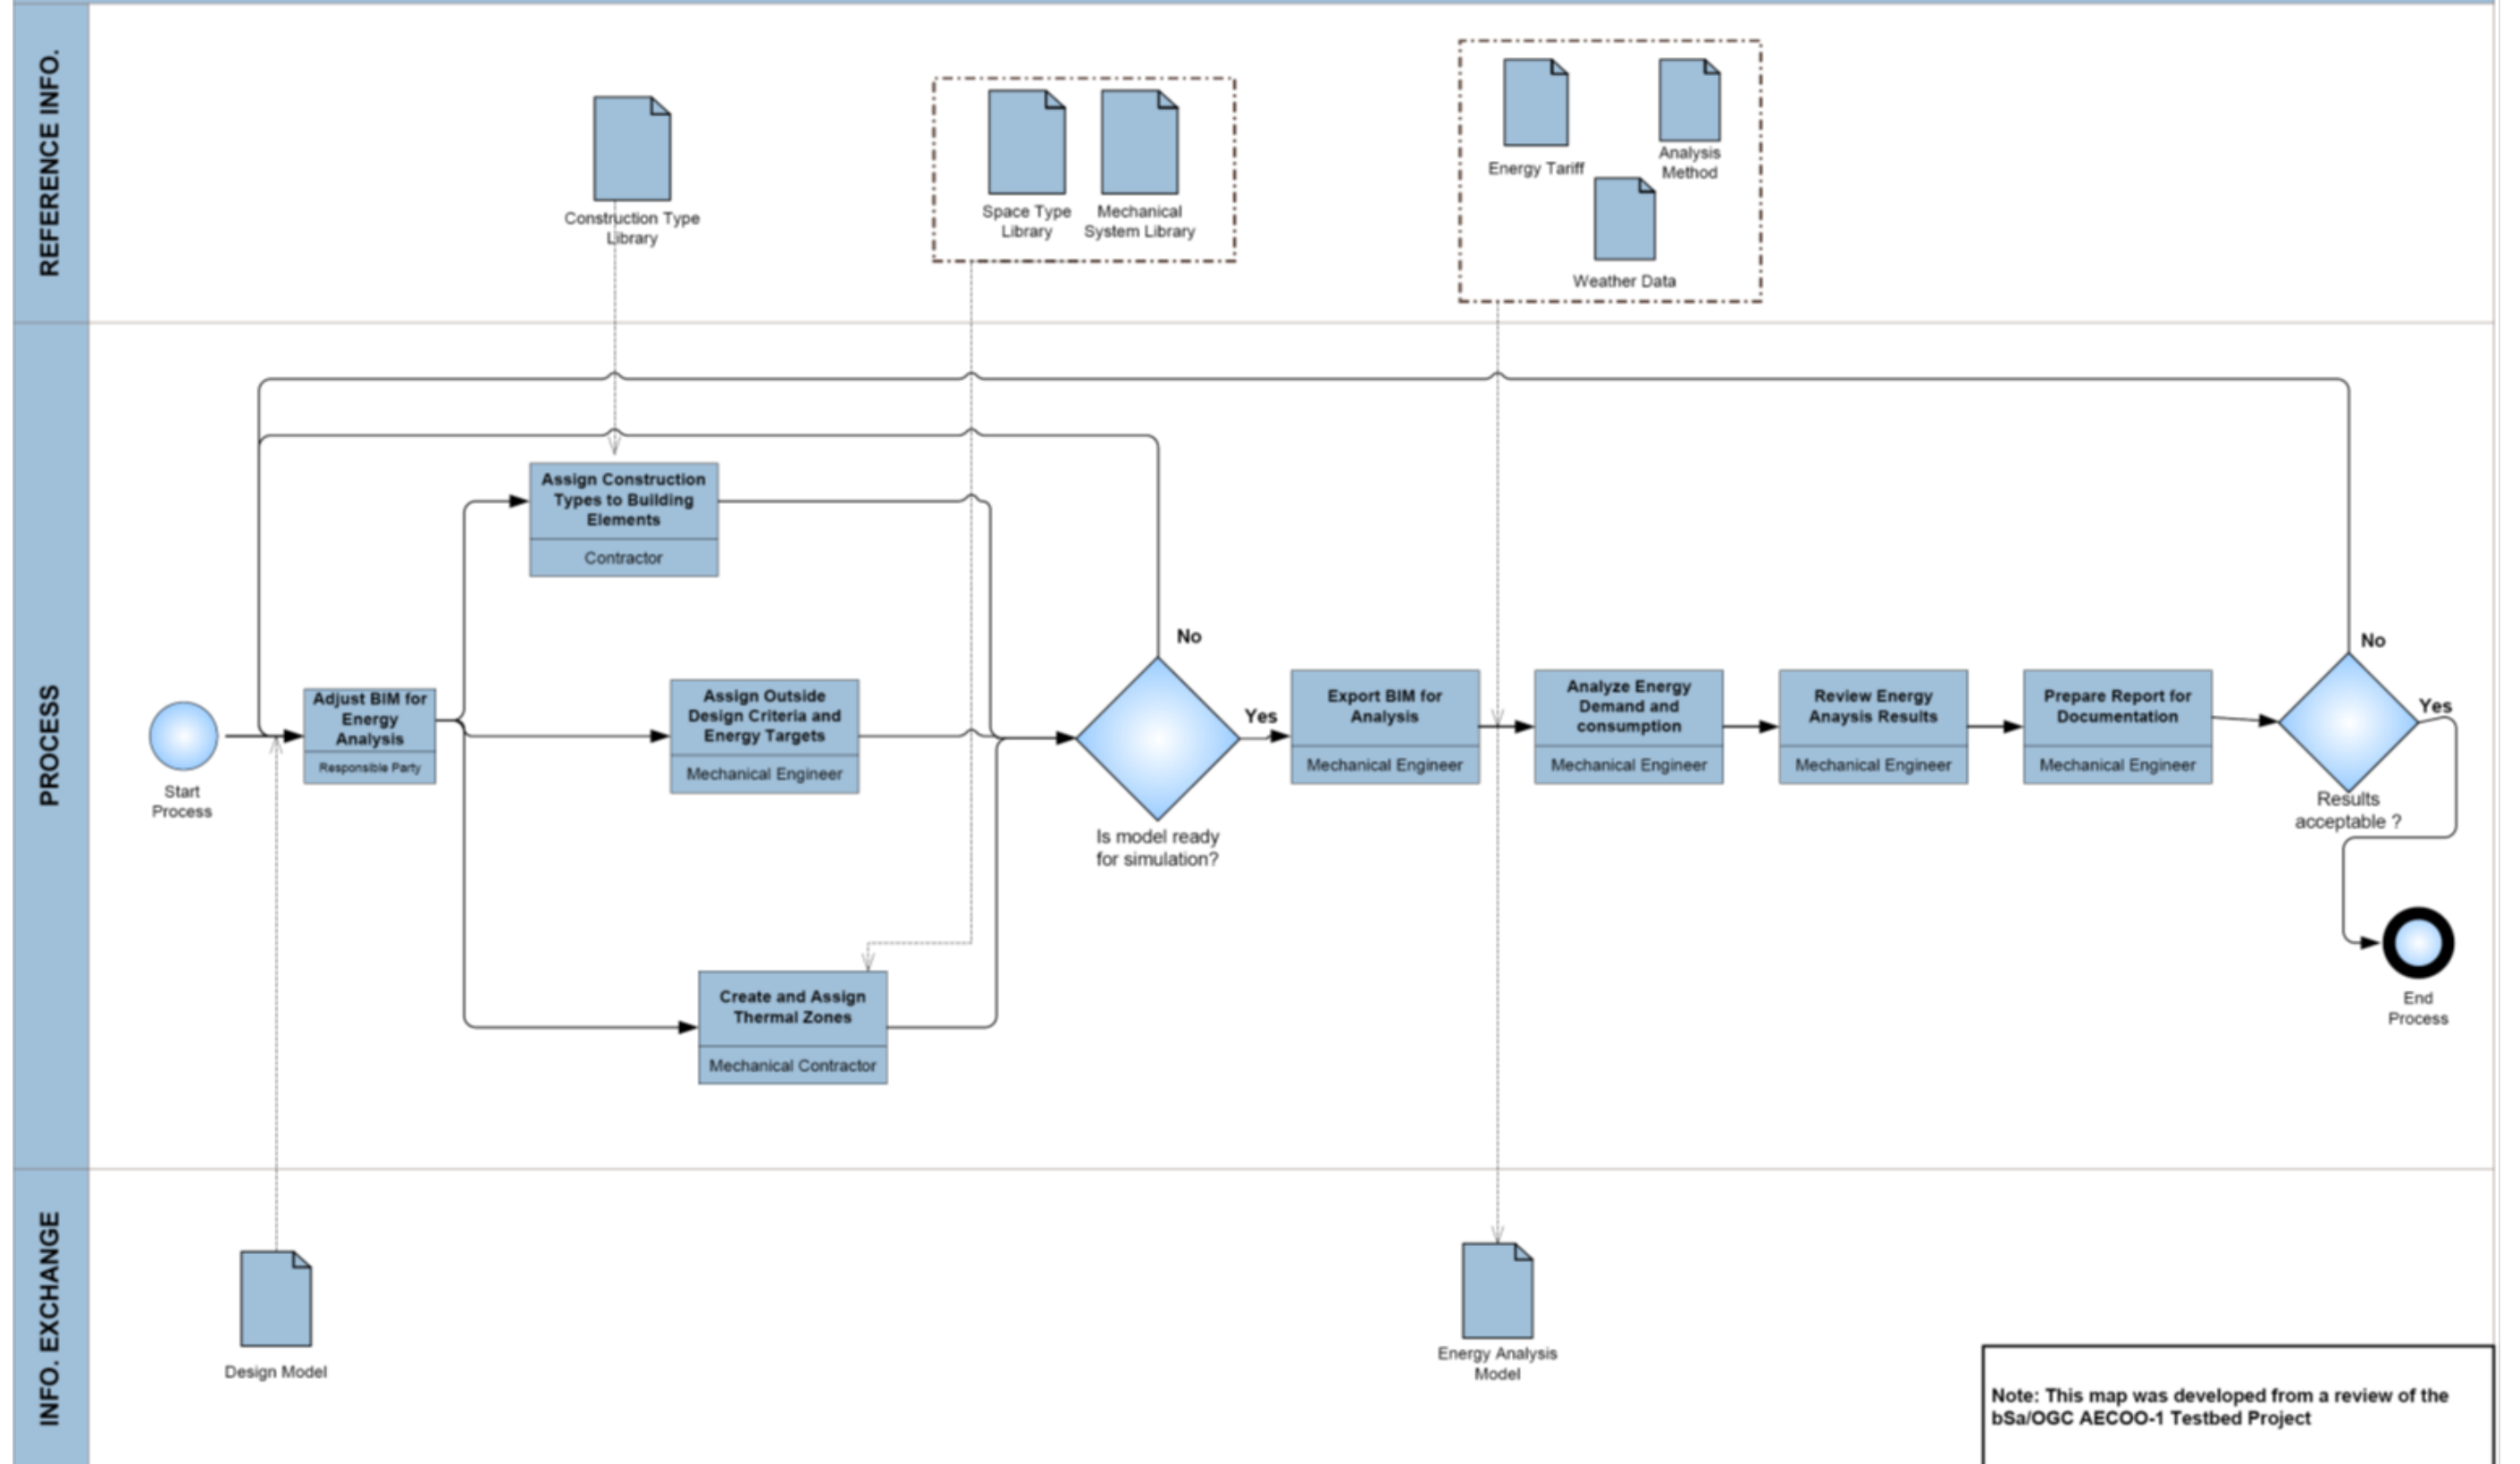 REFERENCE INFO.
Construction Type
Library
Space Type
Library
Mechanical
System Library
Energy Tariff
Analysis
Method
Weather Data
PROCESS
Start
Process
Adjust BIM for
Energy
Analysis
Responsible Party
Assign Construction
Types to Building
Elements
Contractor
Assign Outside
Design Criteria and
Energy Targets
Mechanical Engineer
Create and Assign
Thermal Zones
Mechanical Contractor
No
Yes
Is model ready
for simulation?
Export BIM for
Analysis
Mechanical Engineer
Analyze Energy
Demand and
consumption
Mechanical Engineer
Review Energy
Anaysis Results
Mechanical Engineer
Prepare Report for
Documentation
Mechanical Engineer
No
Yes
Results
acceptable ?
End
Process
INFO. EXCHANGE
Design Model
Energy Analysis
Model
Note: This map was developed from a review of the
bSa/OGC AECOO-1 Testbed Project